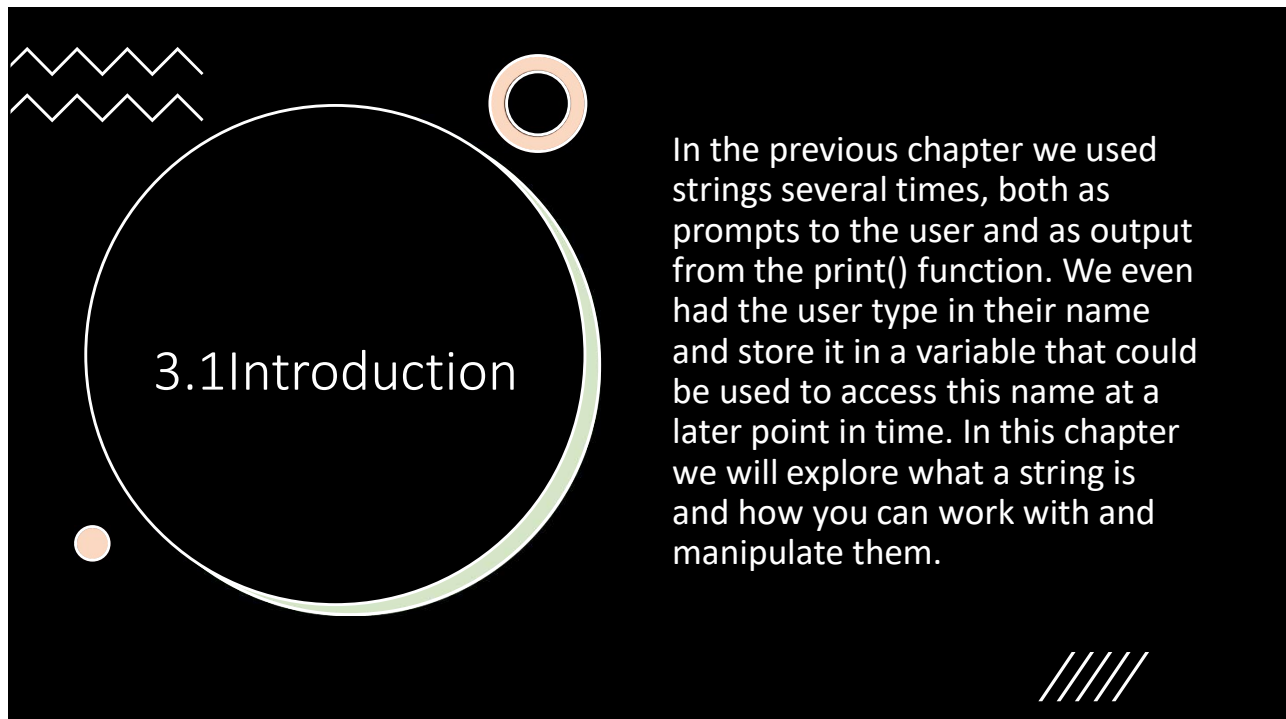 3.1Introduction
In the previous chapter we used
strings several times, both as
prompts to the user and as output
from the print() function. We even
had the user type in their name
and store it in a variable that could
be used to access this name at a
later point in time. In this chapter
we will explore what a string is
and how you can work with and
manipulate them.